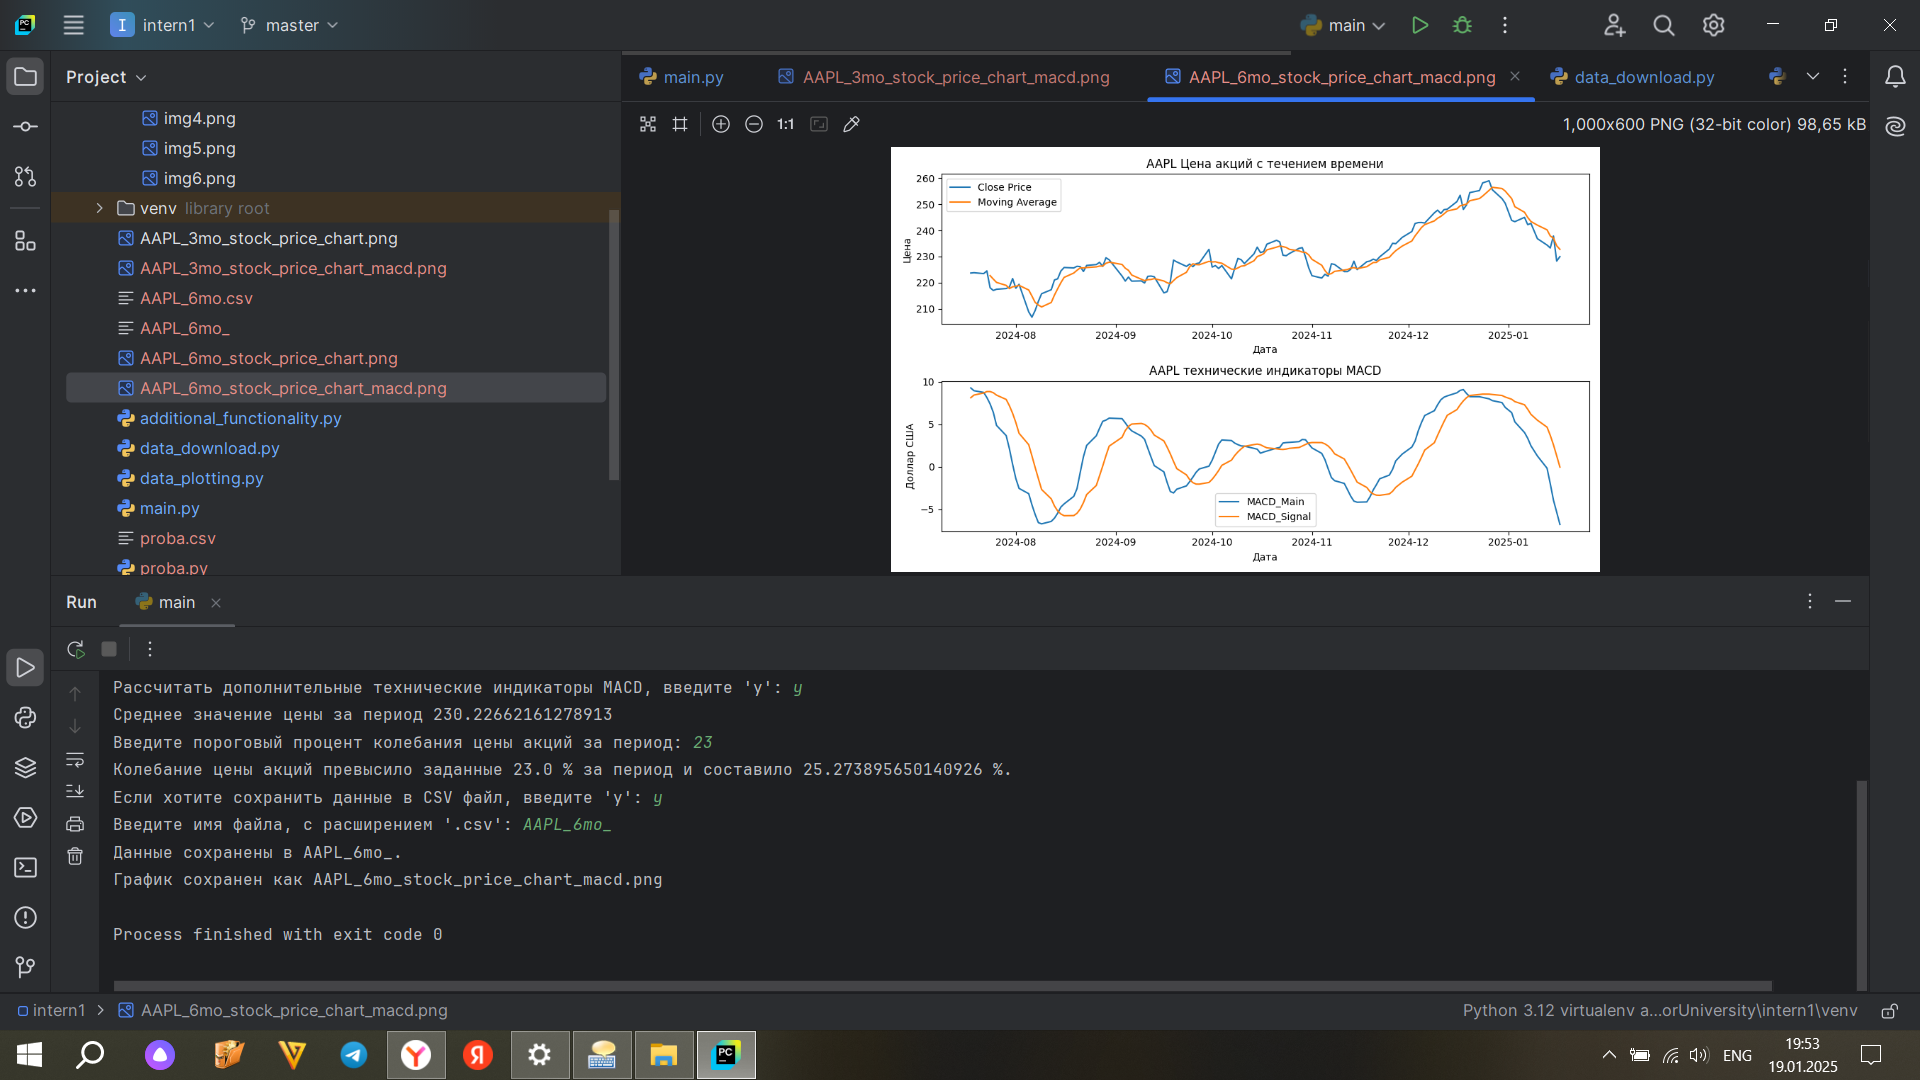 intern1
master
main
Project
main.py
AAPL_3mo_stock_price_chart_macd.png
AAPL_6mo_stock_price_chart_macd.png
data_download.py
img4.png
img5.png
img6.png
venv library root
AAPL_3mo_stock_price_chart.png
AAPL_3mo_stock_price_chart_macd.png
AAPL_6mo.csv
AAPL_6mo_
AAPL_6mo_stock_price_chart.png
AAPL_6mo_stock_price_chart_macd.png
additional_functionality.py
data_download.py
data_plotting.py
main.py
proba.csv
proba.py
1:1
1,000x600 PNG (32-bit color) 98,65 kB
AAPL Цена акций с течением времени
Close Price
Moving Average
Цена
260
250
240
230
220
210
2024-08 2024-09 2024-10 2024-11 2024-12 2025-01
Дата
AAPL технические индикаторы MACD
Доллар США
10
5
0
−5
MACD_Main
MACD_Signal
2024-08 2024-09 2024-10 2024-11 2024-12 2025-01
Дата
Run
main
Рассчитать дополнительные технические индикаторы MACD, введите 'y': y
Среднее значение цены за период 230.22662161278913
Введите пороговый процент колебания цены акций за период: 23
Колебание цены акций превысило заданные 23.0 % за период и составило 25.273895650140926 %.
Если хотите сохранить данные в CSV файл, введите 'y': y
Введите имя файла, с расширением '.csv': AAPL_6mo_
Данные сохранены в AAPL_6mo_.
График сохранен как AAPL_6mo_stock_price_chart_macd.png
Process finished with exit code 0
intern1
AAPL_6mo_stock_price_chart_macd.png
Python 3.12 virtualenv a...orUniversity\intern1\venv
ENG
19:53
19.01.2025